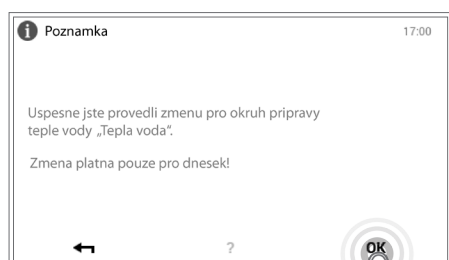 Poznamka
17:00
Uspesne jste provedli zmenu pro okruh pripravy
teple vody „Tepla voda“.
Zmena platna pouze pro dnesek!
?
OK